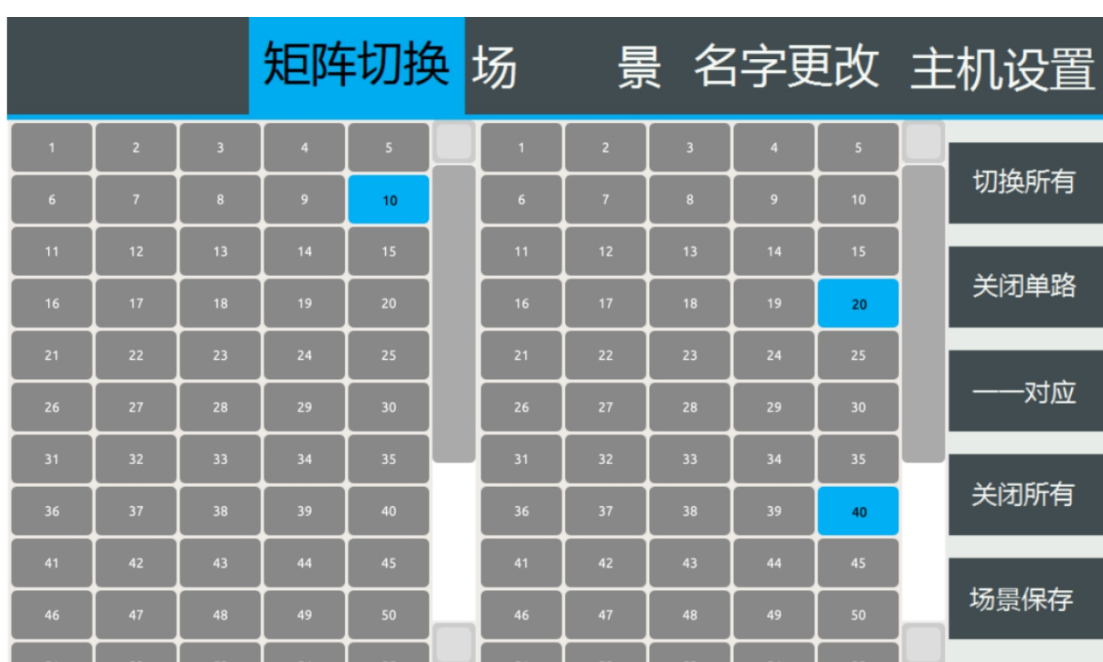 矩阵切换 场 景 名字更改 主机设置
1 2 3 4 5 1 2 3 4 5
切换所有
6 7 8 9 10 6 7 8 9 10
11 12 13 14 15 11 12 13 14 15
关闭单路
16 17 18 19 20 16 17 18 19 20
21 22 23 24 25 21 22 23 24 25
一一对应
26 27 28 29 30 26 27 28 29 30
31 32 33 34 35 31 32 33 34 35
关闭所有
36 37 38 39 40 36 37 38 39 40
41 42 43 44 45 41 42 43 44 45
场景保存
46 47 48 49 50 46 47 48 49 50